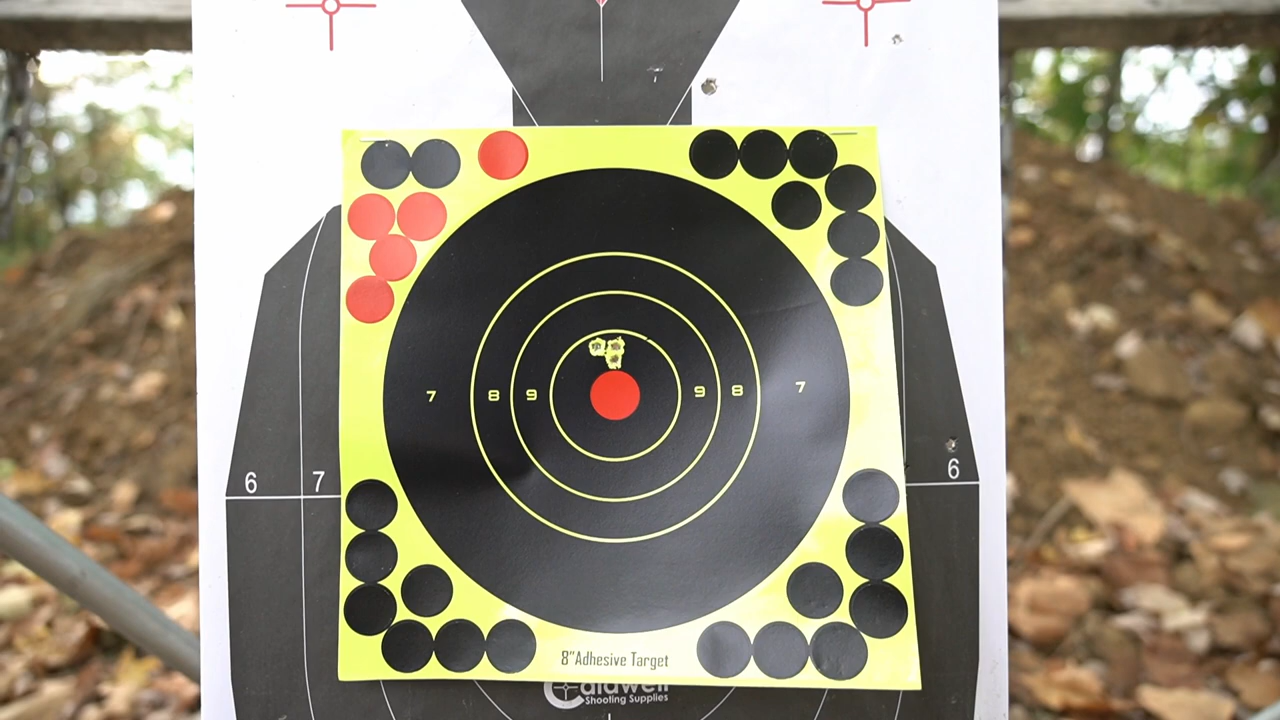 7 8 9 9 8 7
6 7 6
8"Adhesive Target
Caldwell
Shooting Supplies